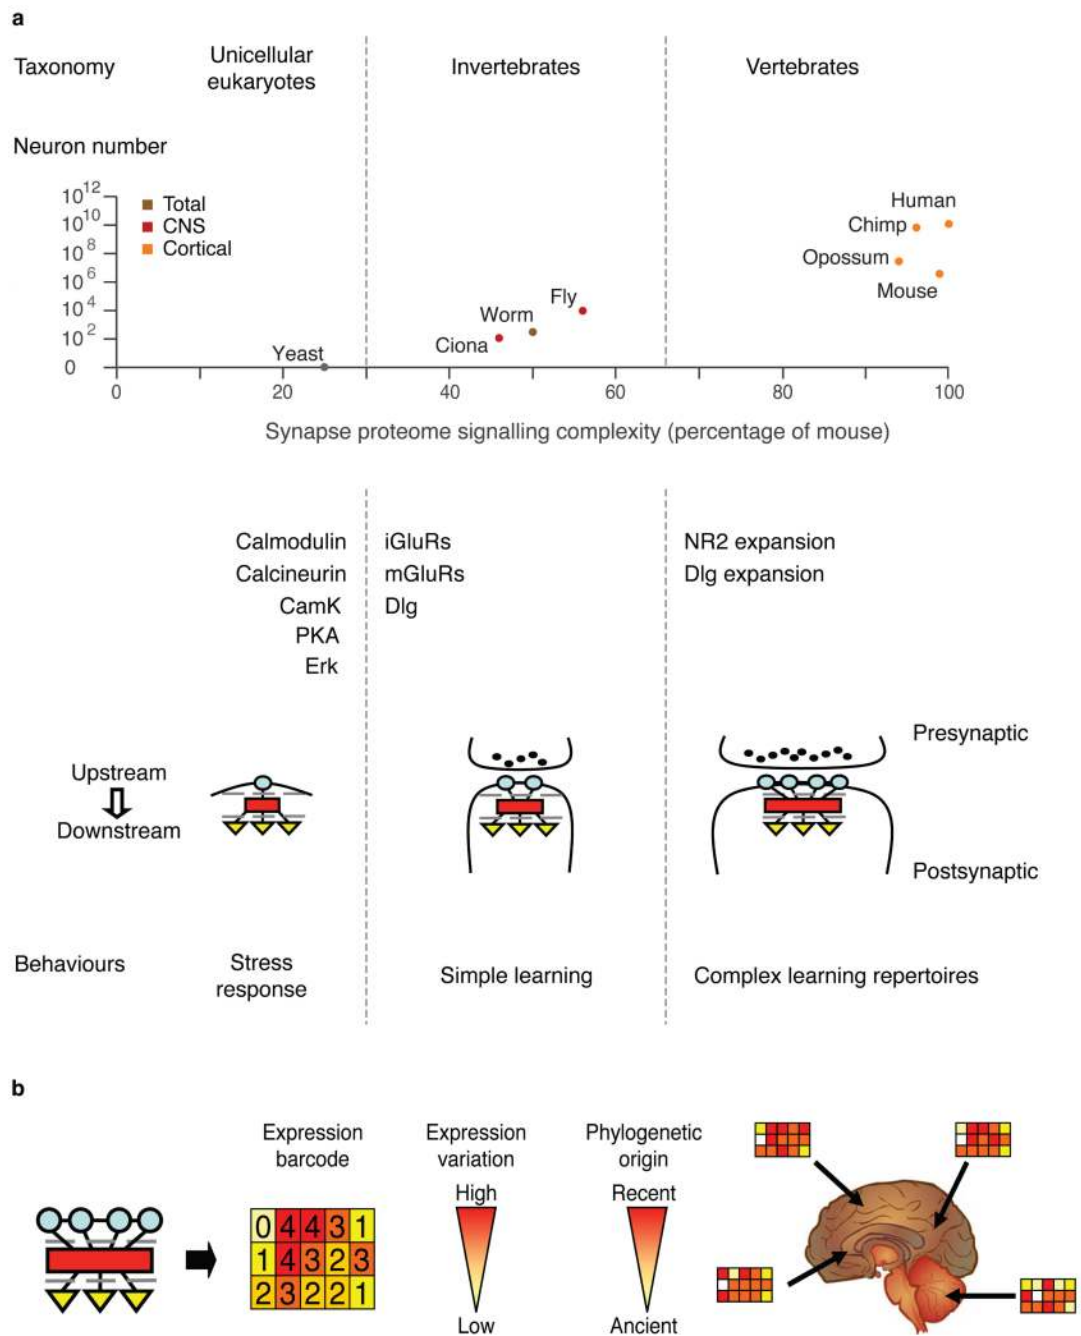 a
Taxonomy
Unicellular
eukaryotes
Invertebrates
Vertebrates
Neuron number
10^12
10^10
10^8
10^6
10^4
10^2
0
Total
CNS
Cortical
Human
Chimp
Opossum
Mouse
Fly
Worm
Ciona
Yeast
0 20 40 60 80 100
Synapse proteome signalling complexity (percentage of mouse)
Calmodulin
Calcineurin
CamK
PKA
Erk
iGluRs
mGluRs
Dlg
NR2 expansion
Dlg expansion
Upstream
Downstream
Presynaptic
Postsynaptic
Behaviours
Stress
response
Simple learning
Complex learning repertoires
b
Expression
barcode
0 4 4 3 1
1 4 3 2 3
2 3 2 2 1
Expression
variation
High
Low
Phylogenetic
origin
Recent
Ancient